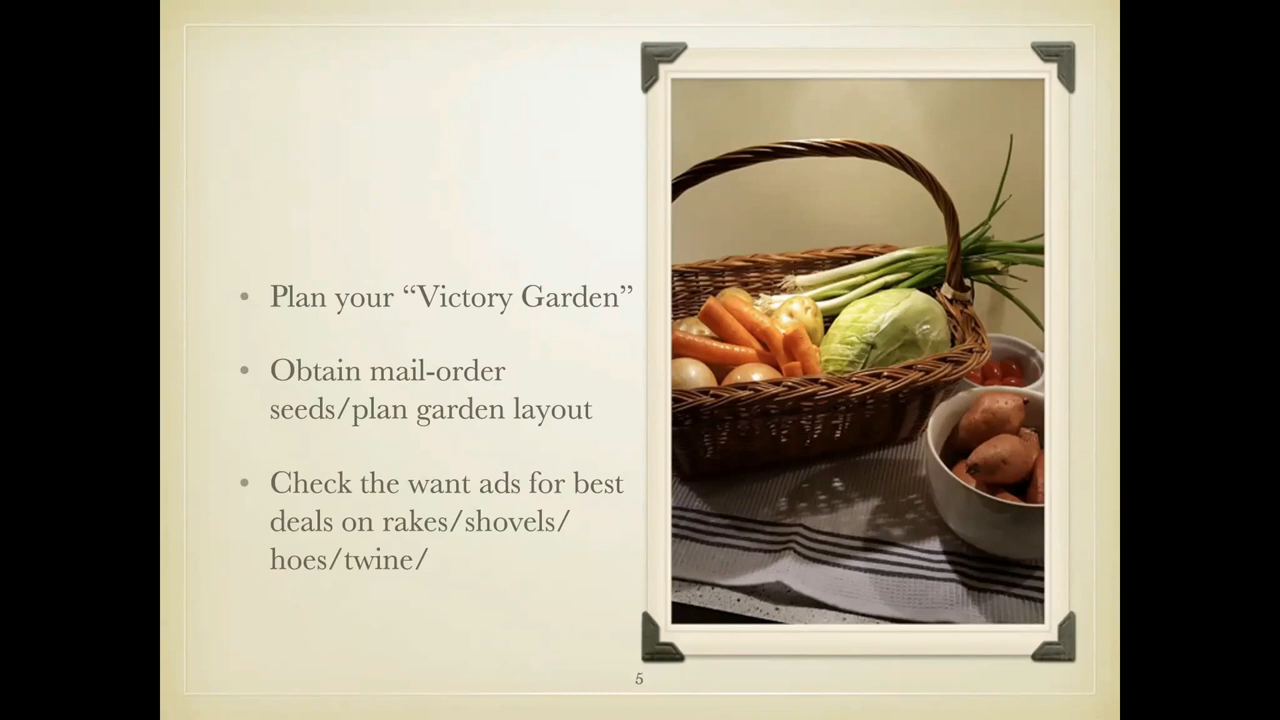 • Plan your “Victory Garden”
• Obtain mail-order
seeds/plan garden layout
• Check the want ads for best
deals on rakes/shovels/
hoes/twine/
5